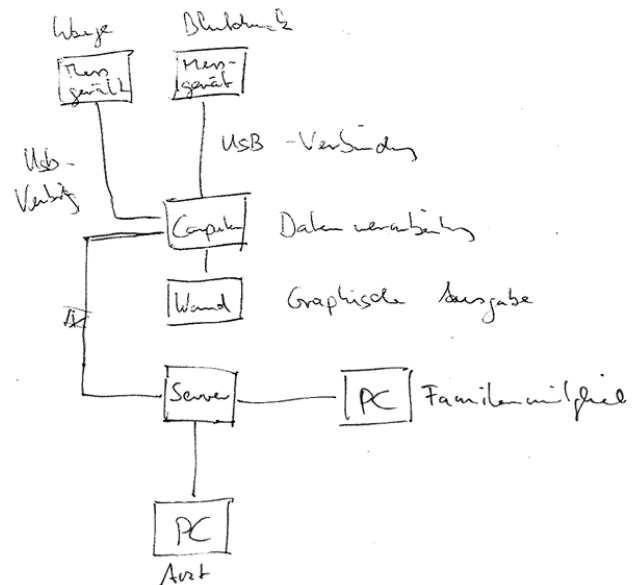 Waage
Blutdruck
Mess
gerät
Mess-
gerät
USB-Verbindung
Usb-
Computer
Datenverarbeitung
Wand
Graphische Ausgabe
Server
PC
Familienmitglied
PC
Arzt